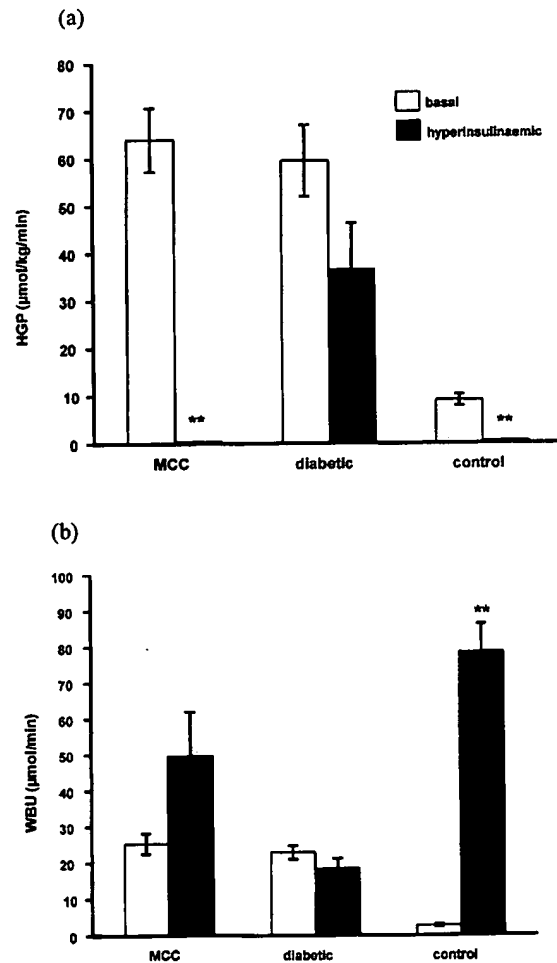 (a)
80
70
60
50
40
30
20
10
0
HGP (µmol/kg/min)
basal
hyperinsulinaemic
**
**
MCC diabetic control
(b)
100
90
80
70
60
50
40
30
20
10
0
WBU (µmol/min)
**
MCC diabetic control